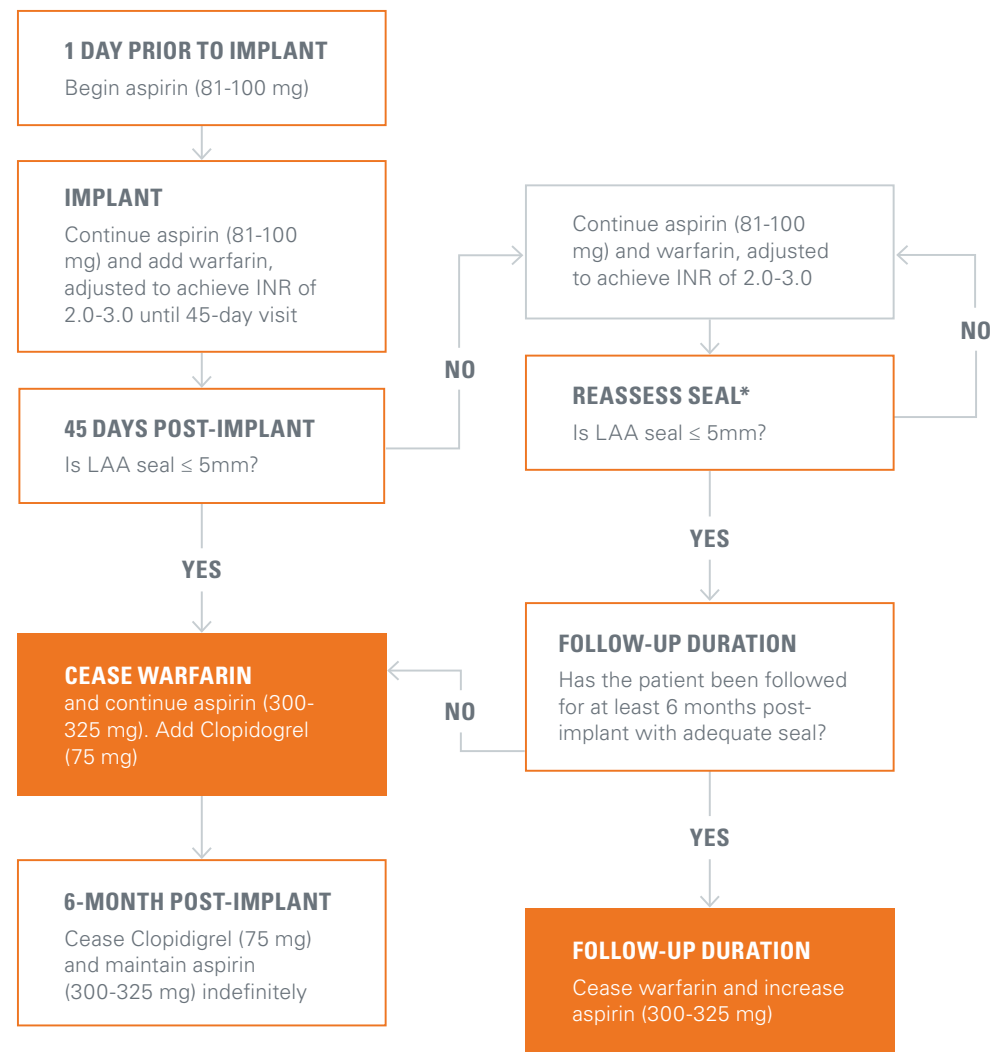 1 DAY PRIOR TO IMPLANT
Begin aspirin (81-100 mg)
IMPLANT
Continue aspirin (81-100
mg) and add warfarin,
adjusted to achieve INR of
2.0-3.0 until 45-day visit
45 DAYS POST-IMPLANT
Is LAA seal ≤ 5mm?
NO
Continue aspirin (81-100
mg) and warfarin, adjusted
to achieve INR of 2.0-3.0
NO
REASSESS SEAL*
Is LAA seal ≤ 5mm?
YES
YES
CEASE WARFARIN
and continue aspirin (300-
325 mg). Add Clopidogrel
(75 mg)
NO
FOLLOW-UP DURATION
Has the patient been followed
for at least 6 months post-
implant with adequate seal?
YES
6-MONTH POST-IMPLANT
Cease Clopidigrel (75 mg)
and maintain aspirin
(300-325 mg) indefinitely
FOLLOW-UP DURATION
Cease warfarin and increase
aspirin (300-325 mg)